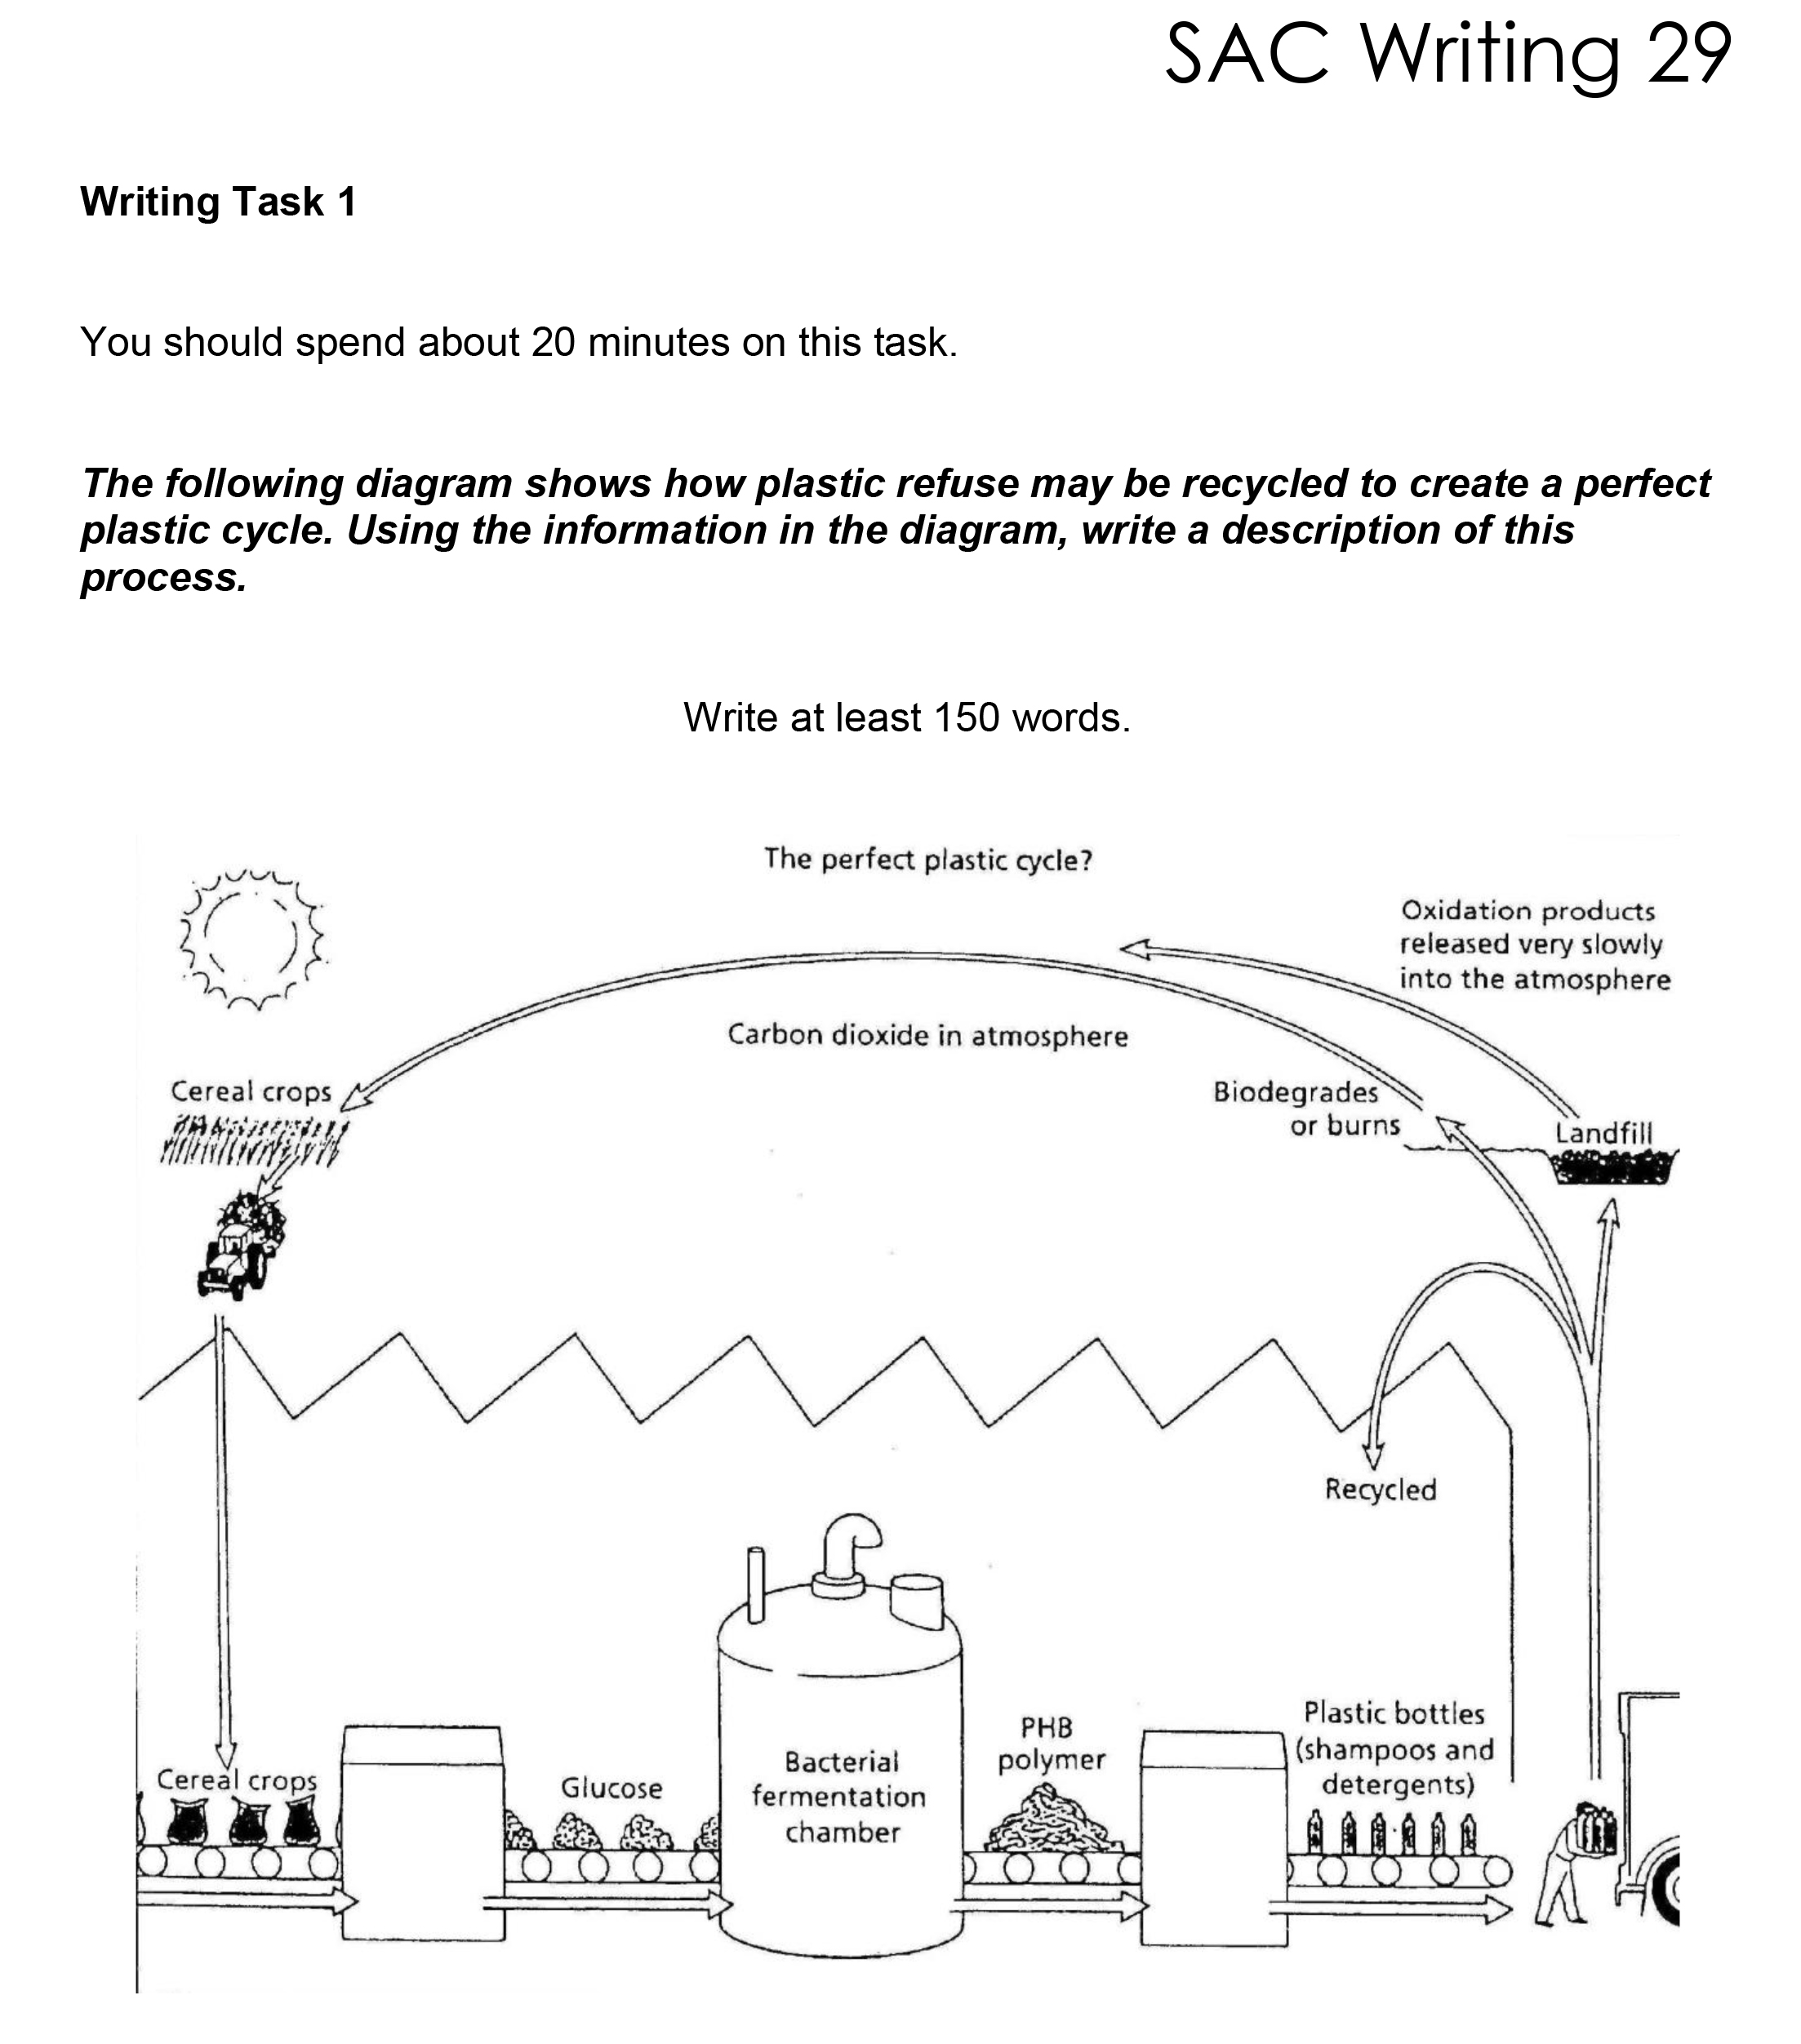 SAC Writing 29
Writing Task 1
You should spend about 20 minutes on this task.
The following diagram shows how plastic refuse may be recycled to create a perfect
plastic cycle. Using the information in the diagram, write a description of this
process.
Write at least 150 words.
The perfect plastic cycle?
Oxidation products
released very slowly
into the atmosphere
Carbon dioxide in atmosphere
Cereal crops
Biodegrades
or burns
Landfill
Recycled
Cereal crops
Glucose
Bacterial
fermentation
chamber
PHB
polymer
Plastic bottles
(shampoos and
detergents)